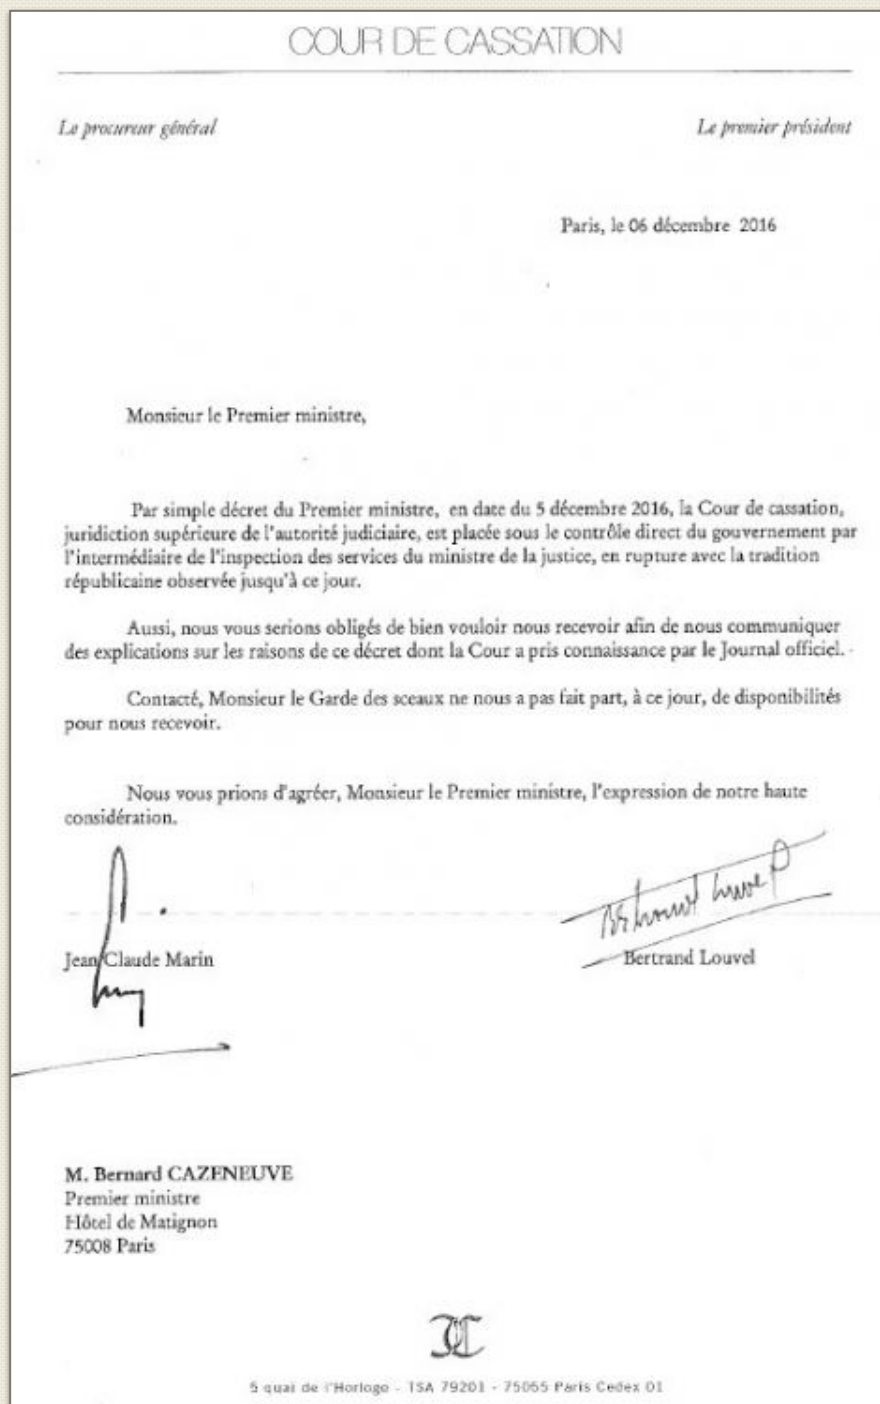 COUR DE CASSATION
Le procureur général
Le premier président
Paris, le 06 décembre 2016
Monsieur le Premier ministre,
Par simple décret du Premier ministre, en date du 5 décembre 2016, la Cour de cassation,
juridiction supérieure de l'autorité judiciaire, est placée sous le contrôle direct du gouvernement par
l'intermédiaire de l'inspection des services du ministre de la justice, en rupture avec la tradition
républicaine observée jusqu'à ce jour.
Aussi, nous vous serions obligés de bien vouloir nous recevoir afin de nous communiquer
des explications sur les raisons de ce décret dont la Cour a pris connaissance par le Journal officiel.
Contacté, Monsieur le Garde des sceaux ne nous a pas fait part, à ce jour, de disponibilités
pour nous recevoir.
Nous vous prions d'agréer, Monsieur le Premier ministre, l'expression de notre haute
considération.
Jean Claude Marin
Bertrand Louvel
M. Bernard CAZENEUVE
Premier ministre
Hôtel de Matignon
75008 Paris
5 quai de l'Horloge - TSA 79201 - 75055 Paris Cedex 01